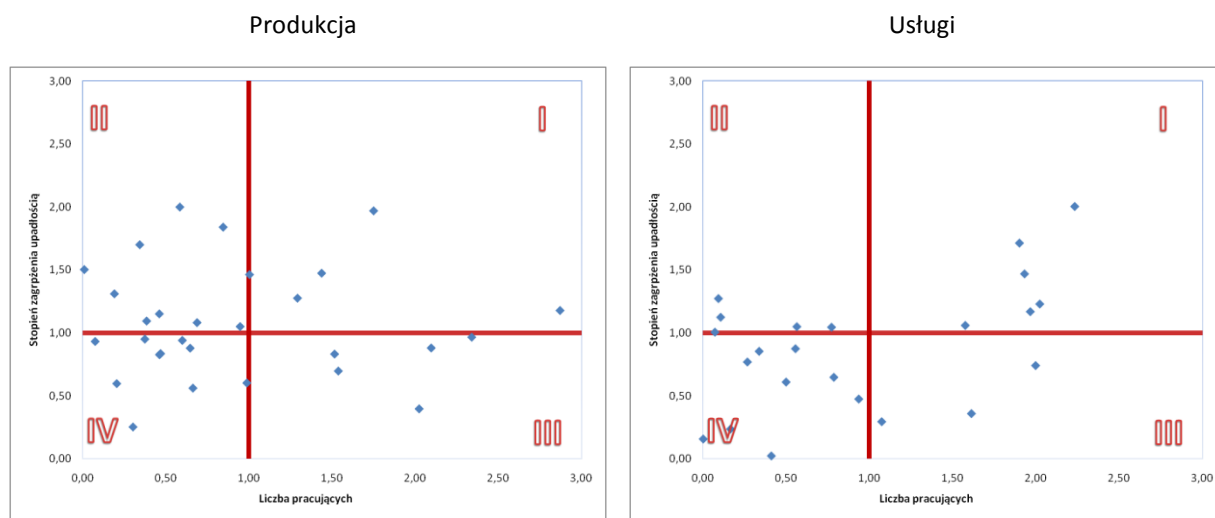 Produkcja
Stopień zagrpżenia upadłością
3,00
2,50
2,00
1,50
1,00
0,50
0,00
II
I
IV
III
0,00 0,50 1,00 1,50 2,00 2,50 3,00
Liczba pracujących
Usługi
Stopień zagrpżenia upadłością
3,00
2,50
2,00
1,50
1,00
0,50
0,00
II
I
IV
III
0,00 0,50 1,00 1,50 2,00 2,50 3,00
Liczba pracujących